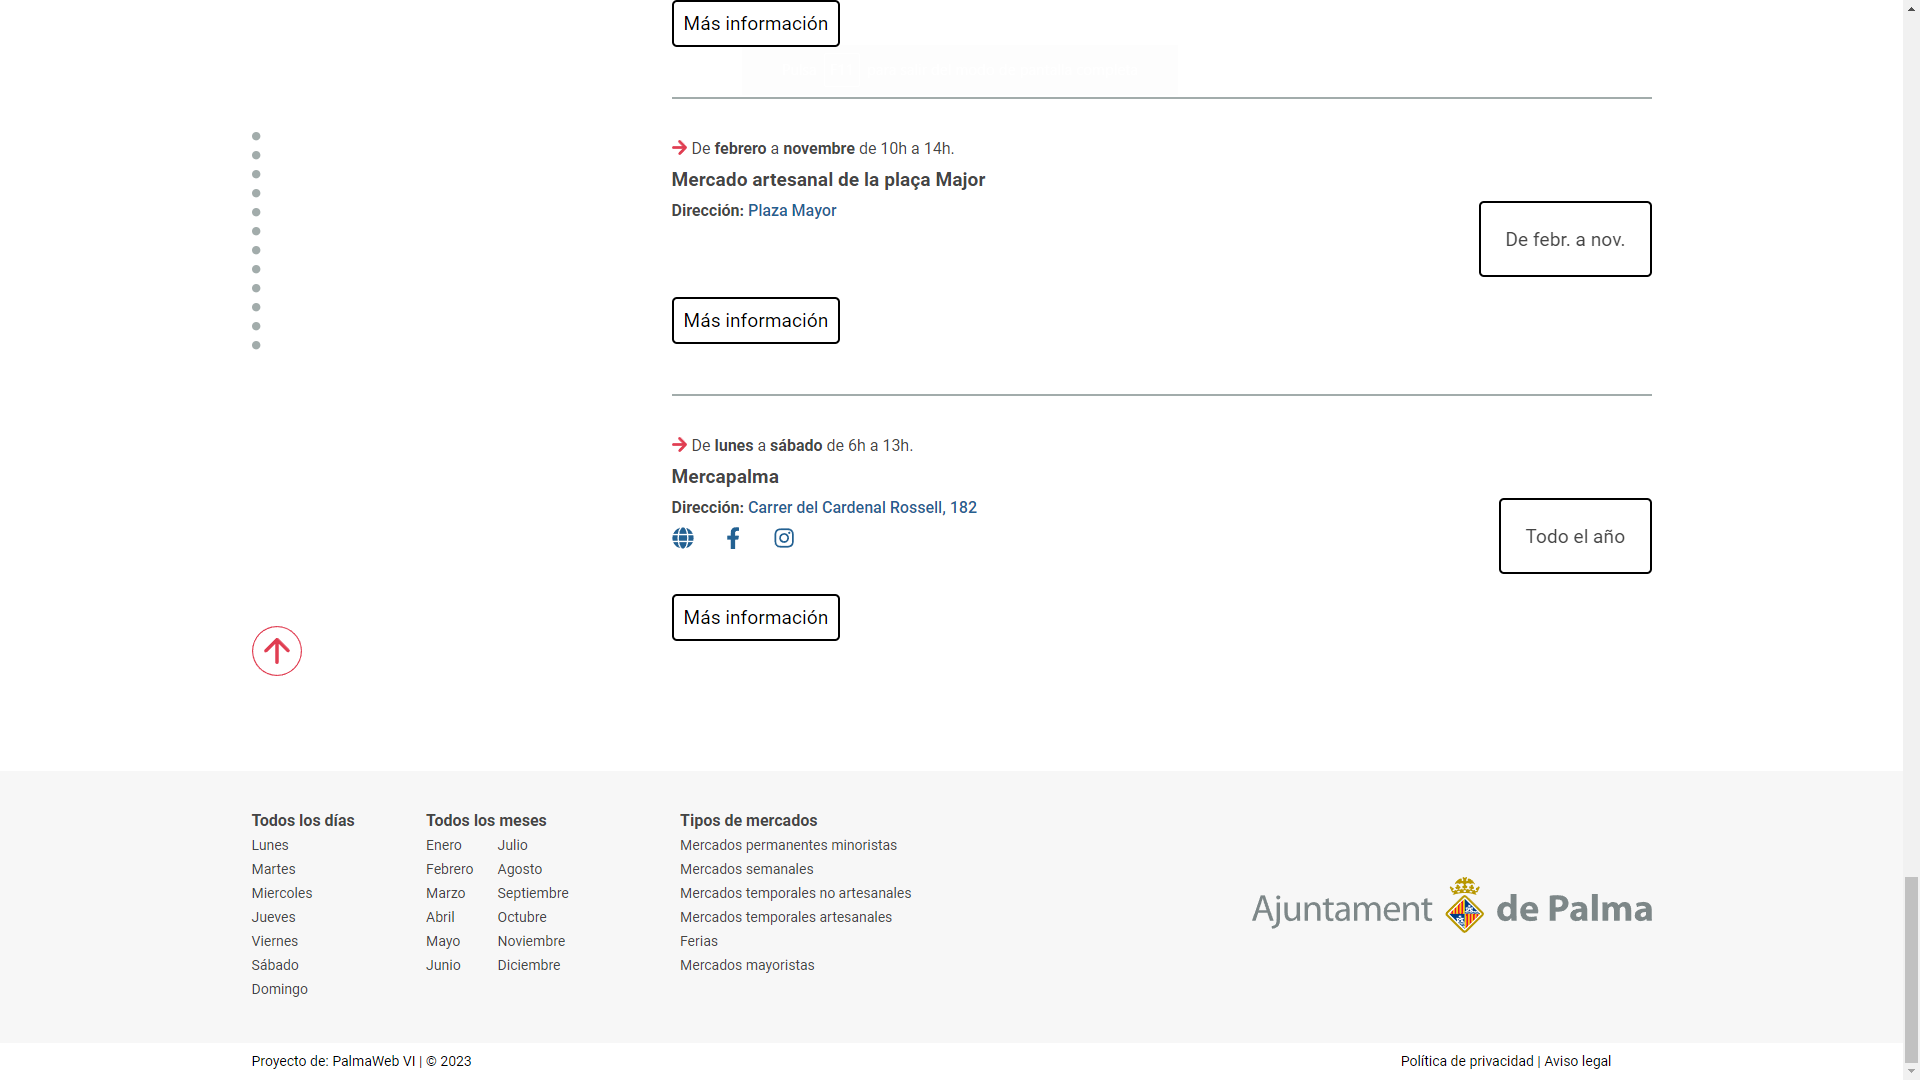 Más información
De febrero a novembre de 10h a 14h.
Mercado artesanal de la plaça Major
Dirección: Plaza Mayor
De febr. a nov.
Más información
De lunes a sábado de 6h a 13h.
Mercapalma
Dirección: Carrer del Cardenal Rossell, 182
Todo el año
Más información
Todos los días
Lunes
Martes
Miercoles
Jueves
Viernes
Sábado
Domingo
Todos los meses
Enero
Febrero
Marzo
Abril
Mayo
Junio
Julio
Agosto
Septiembre
Octubre
Noviembre
Diciembre
Tipos de mercados
Mercados permanentes minoristas
Mercados semanales
Mercados temporales no artesanales
Mercados temporales artesanales
Ferias
Mercados mayoristas
Ajuntament de Palma
Proyecto de: PalmaWeb VI | © 2023
Política de privacidad | Aviso legal